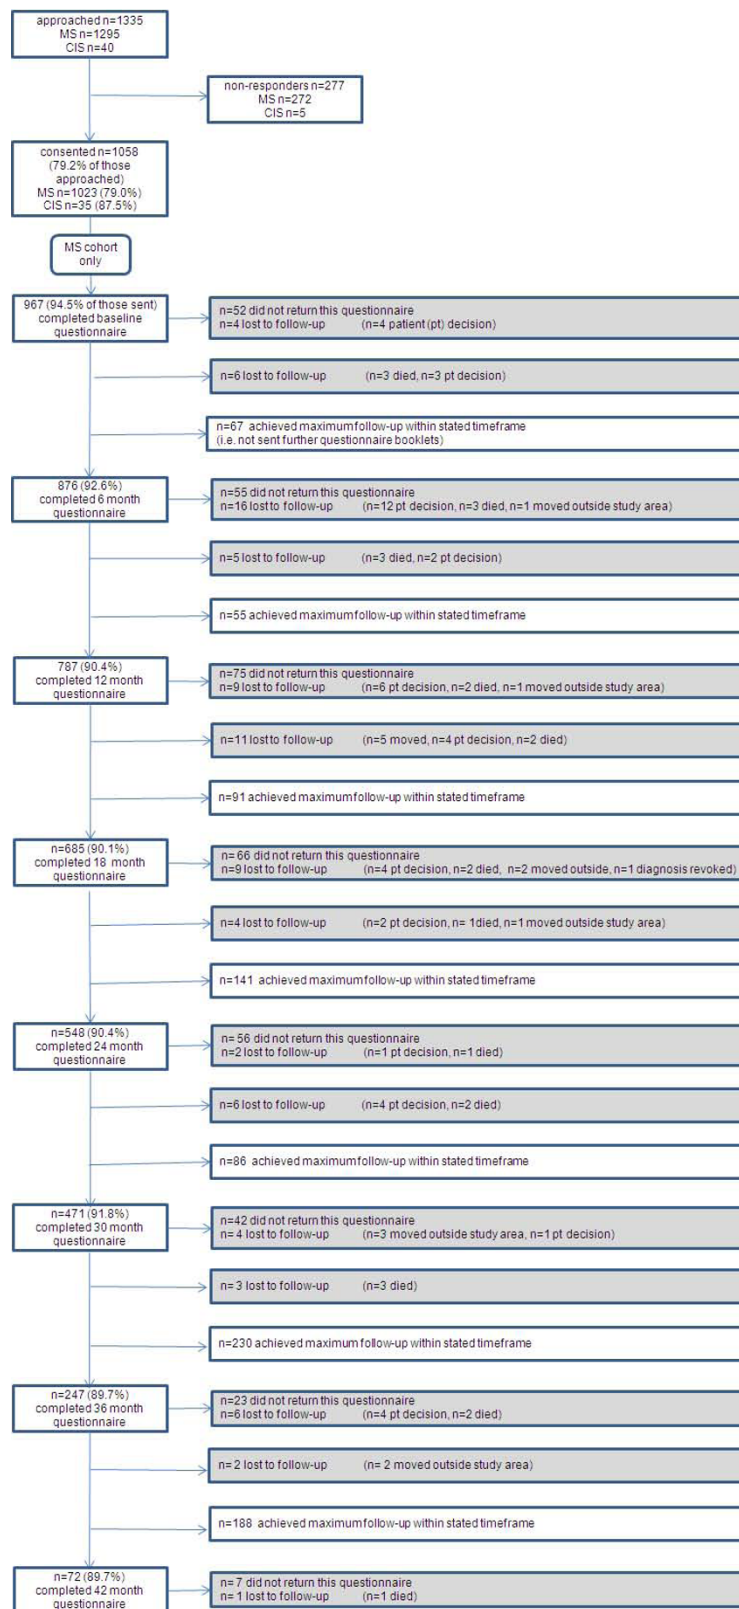 approached n=1335
MS n=1295
CIS n=40
non-responders n=277
MS n=272
CIS n=5
consented n=1058
(79.2% of those
approached)
MS n=1023 (79.0%)
CIS n=35 (87.5%)
MS cohort
only
967 (94.5% of those sent)
completed baseline
questionnaire
n=52 did not return this questionnaire
n=4 lost to follow-up (n=4 patient (pt) decision)
n=6 lost to follow-up (n=3 died, n=3 pt decision)
n=67 achieved maximum follow-up within stated timeframe
(i.e. not sent further questionnaire booklets)
876 (92.6%)
completed 6 month
questionnaire
n=55 did not return this questionnaire
n=16 lost to follow-up (n=12 pt decision, n=3 died, n=1 moved outside study area)
n=5 lost to follow-up (n=3 died, n=2 pt decision)
n=55 achieved maximum follow-up within stated timeframe
787 (90.4%)
completed 12 month
questionnaire
n=75 did not return this questionnaire
n=9 lost to follow-up (n=6 pt decision, n=2 died, n=1 moved outside study area)
n=11 lost to follow-up (n=5 moved, n=4 pt decision, n=2 died)
n=91 achieved maximum follow-up within stated timeframe
n=685 (90.1%)
completed 18 month
questionnaire
n= 66 did not return this questionnaire
n=9 lost to follow-up (n=4 pt decision, n=2 died, n=2 moved outside, n=1 diagnosis revoked)
n=4 lost to follow-up (n=2 pt decision, n= 1died, n=1 moved outside study area)
n=141 achieved maximum follow-up within stated timeframe
n=548 (90.4%)
completed 24 month
questionnaire
n= 56 did not return this questionnaire
n=2 lost to follow-up (n=1 pt decision, n=1 died)
n=6 lost to follow-up (n=4 pt decision, n=2 died)
n=86 achieved maximum follow-up within stated timeframe
n=471 (91.8%)
completed 30 month
questionnaire
n=42 did not return this questionnaire
n= 4 lost to follow-up (n=3 moved outside study area, n=1 pt decision)
n= 3 lost to follow-up (n=3 died)
n=230 achieved maximum follow-up within stated timeframe
n=247 (89.7%)
completed 36 month
questionnaire
n=23 did not return this questionnaire
n=6 lost to follow-up (n=4 pt decision, n=2 died)
n= 2 lost to follow-up (n= 2 moved outside study area)
n=188 achieved maximum follow-up within stated timeframe
n=72 (89.7%)
completed 42 month
questionnaire
n= 7 did not return this questionnaire
n= 1 lost to follow-up (n=1 died)